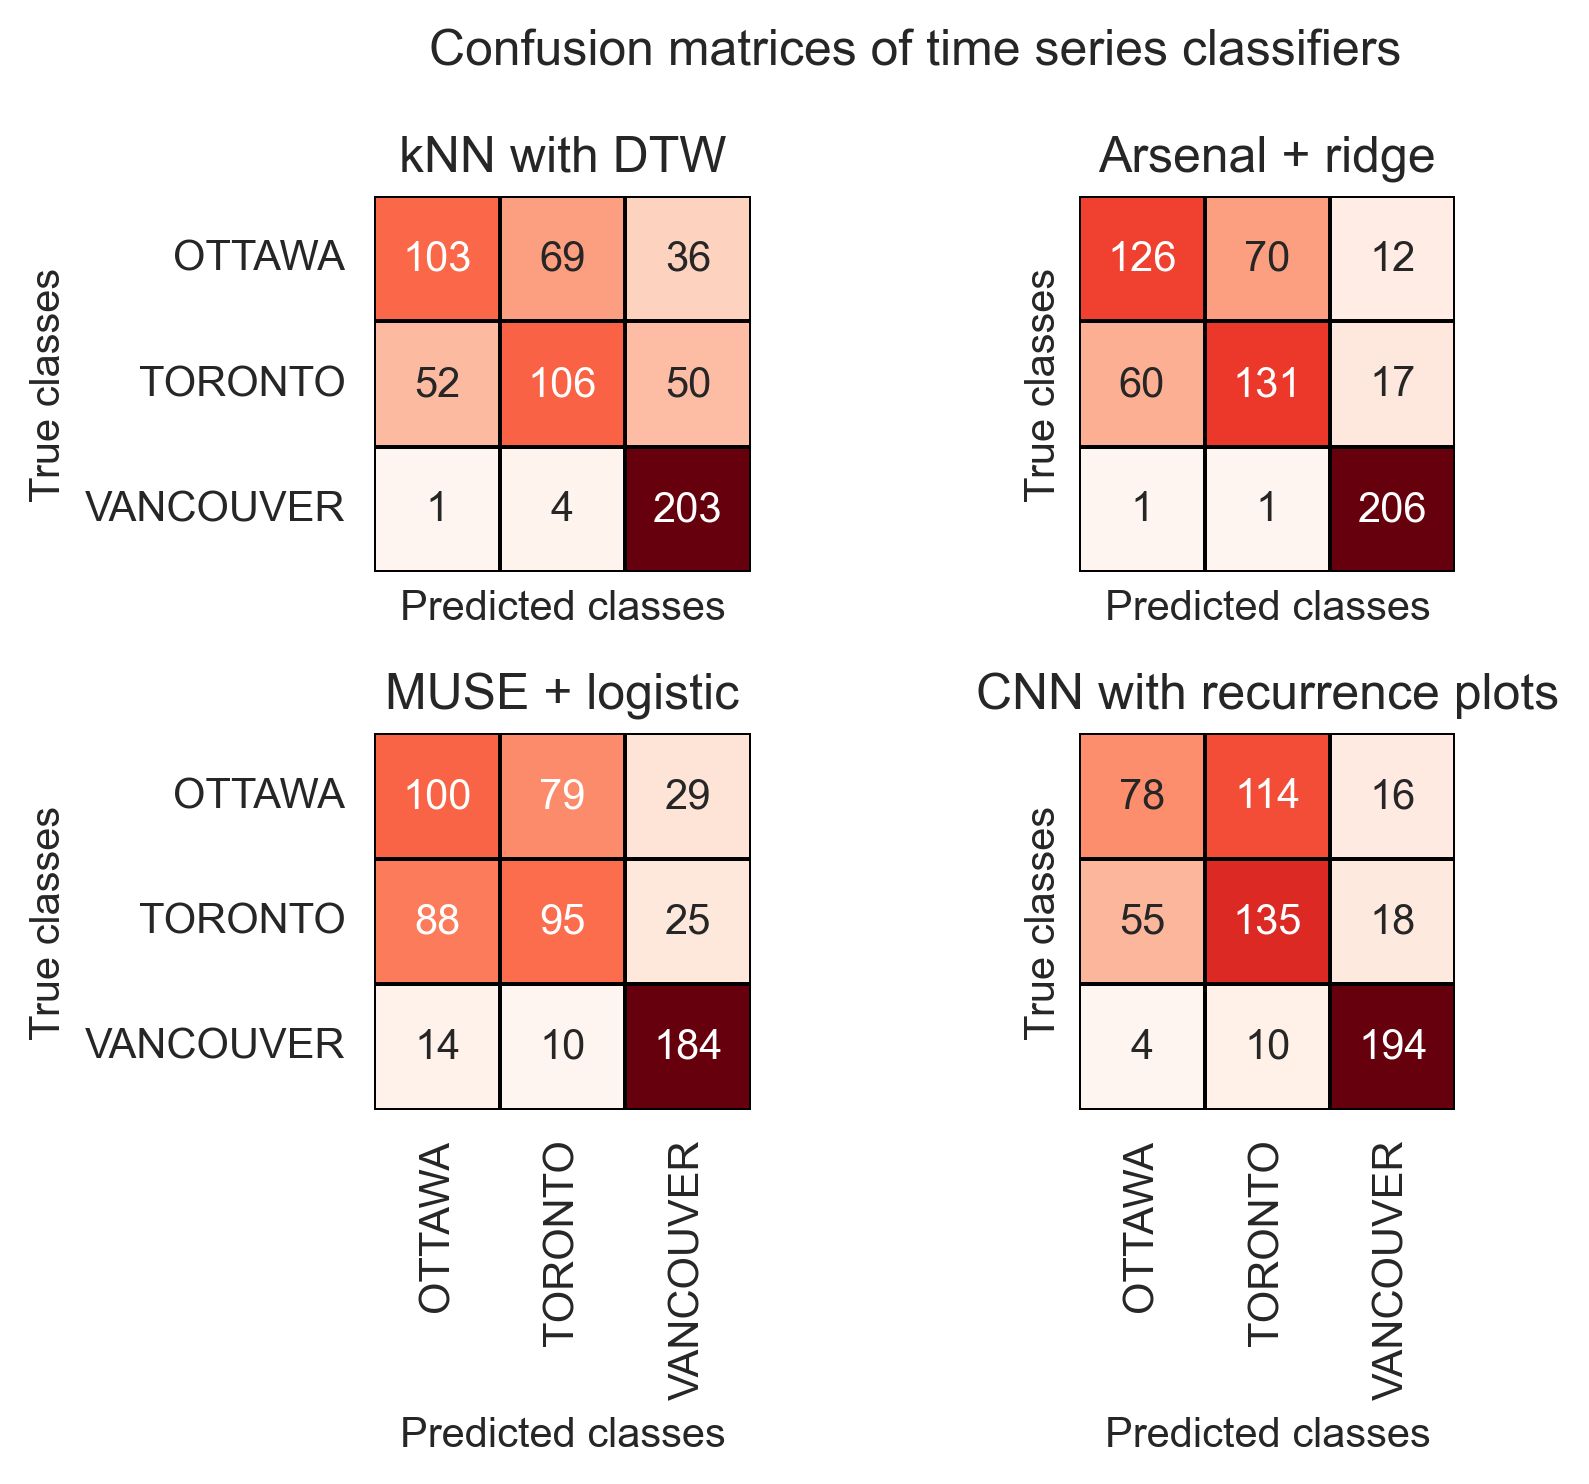 Confusion matrices of time series classifiers
kNN with DTW
True classes
OTTAWA 103 69 36
TORONTO 52 106 50
VANCOUVER 1 4 203
Predicted classes
Arsenal + ridge
True classes
126 70 12
60 131 17
1 1 206
Predicted classes
MUSE + logistic
True classes
OTTAWA 100 79 29
TORONTO 88 95 25
VANCOUVER 14 10 184
OTTAWA TORONTO VANCOUVER
Predicted classes
CNN with recurrence plots
True classes
78 114 16
55 135 18
4 10 194
OTTAWA TORONTO VANCOUVER
Predicted classes